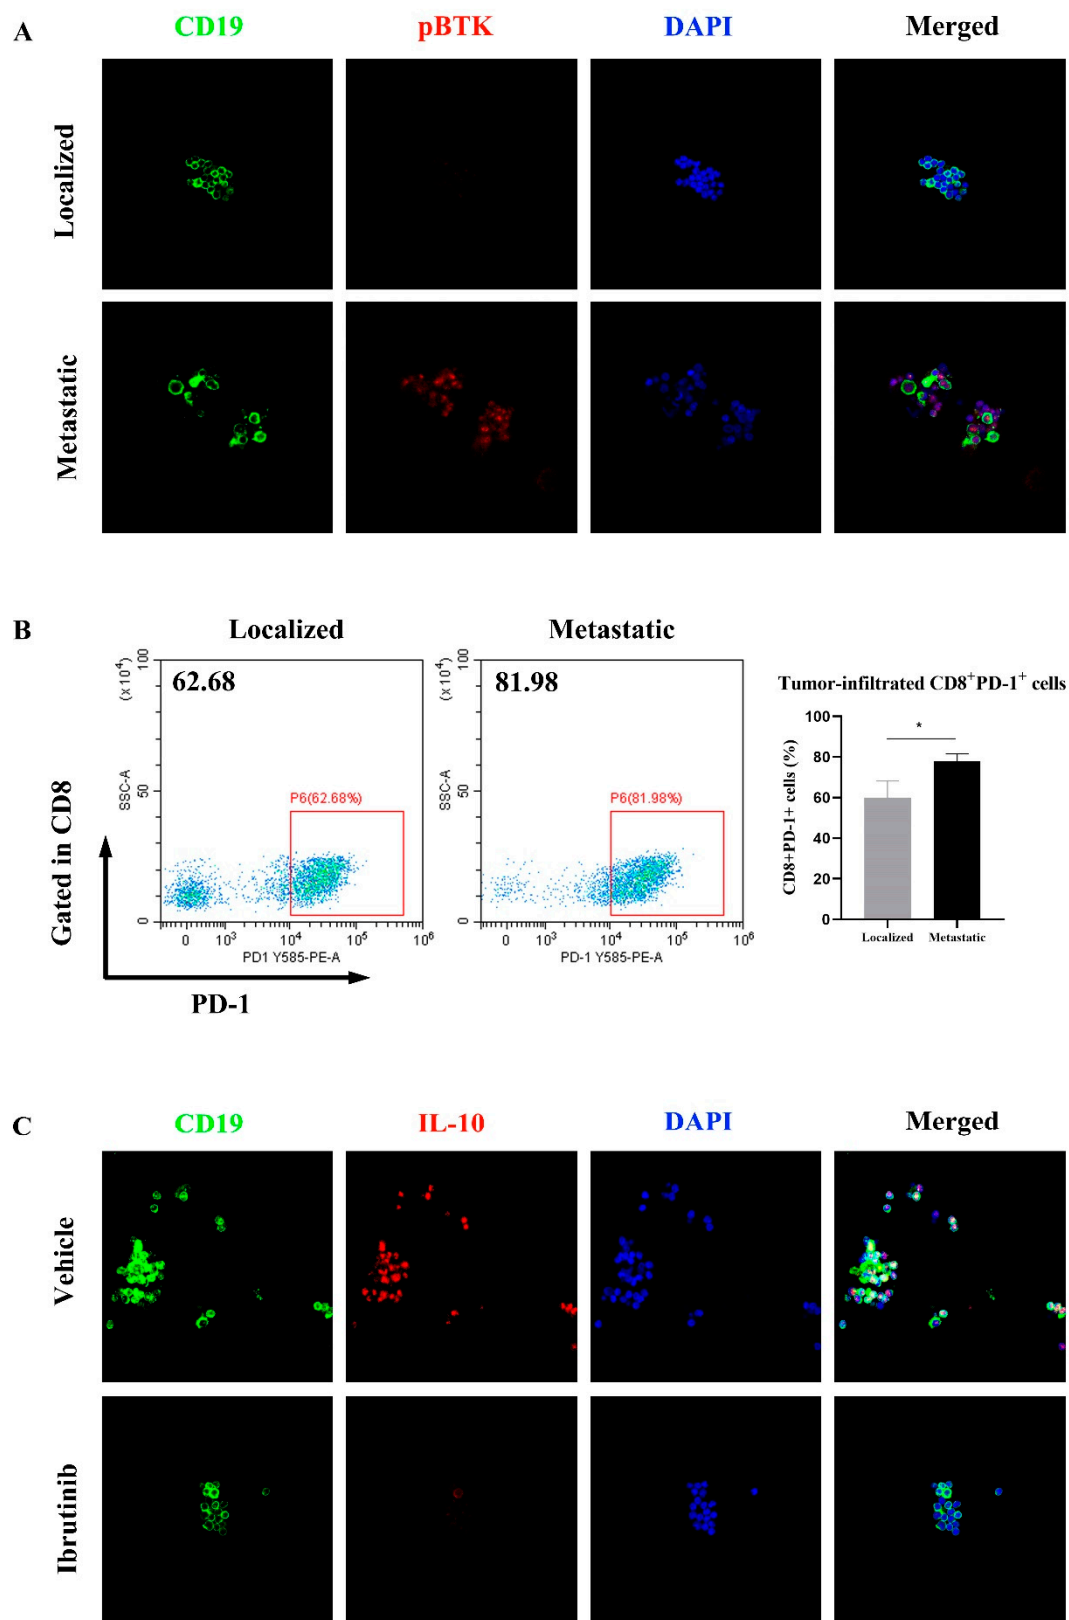 A
CD19 pBTK DAPI Merged
Localized
Metastatic
B
Localized Metastatic
Gated in CD8
62.68
(x10⁴)
SSC-A
100
50
0
P6(62.68%)
0 10³ 10⁴ 10⁵ 10⁶
PD1 Y585-PE-A
81.98
(x10⁴)
SSC-A
100
50
0
P6(81.98%)
0 10³ 10⁴ 10⁵ 10⁶
PD-1 Y585-PE-A
PD-1
Tumor-infiltrated CD8⁺PD-1⁺ cells
CD8+PD-1+ cells (%)
100
80
60
40
20
0
*
Localized Metastatic
C
CD19 IL-10 DAPI Merged
Vehicle
Ibrutinib